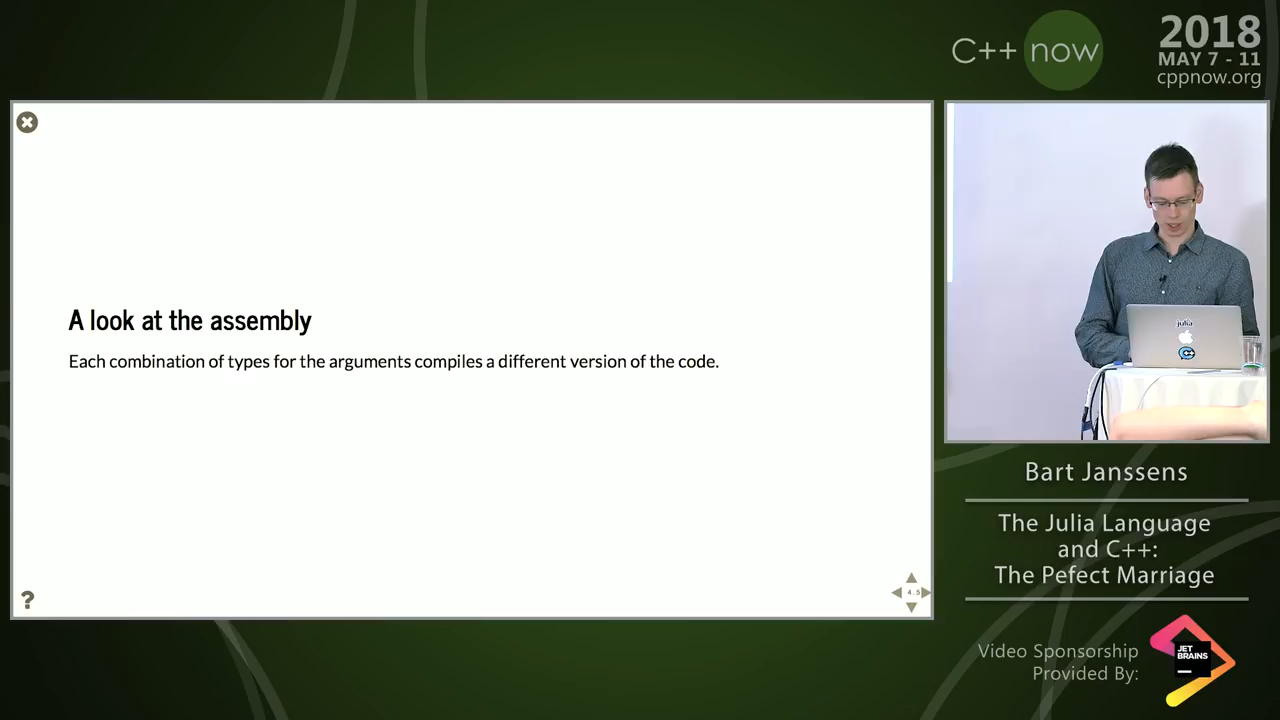 C++ now
2018
MAY 7 - 11
cppnow.org
A look at the assembly
Each combination of types for the arguments compiles a different version of the code.
?
4.5
julia
Bart Janssens
The Julia Language
and C++:
The Pefect Marriage
Video Sponsorship
Provided By:
JET
BRAINS